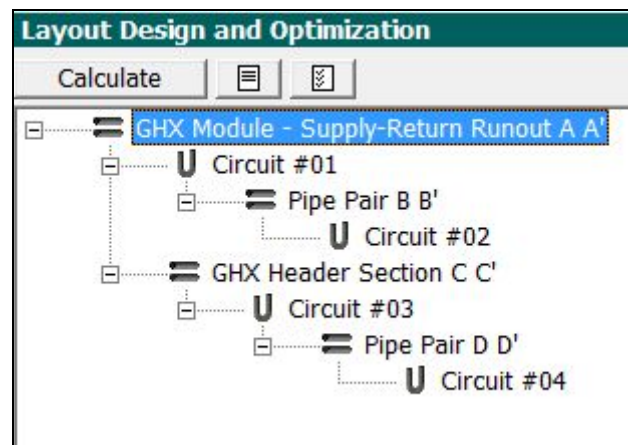 Layout Design and Optimization
Calculate
GHX Module - Supply-Return Runout A A'
Circuit #01
Pipe Pair B B'
Circuit #02
GHX Header Section C C'
Circuit #03
Pipe Pair D D'
Circuit #04